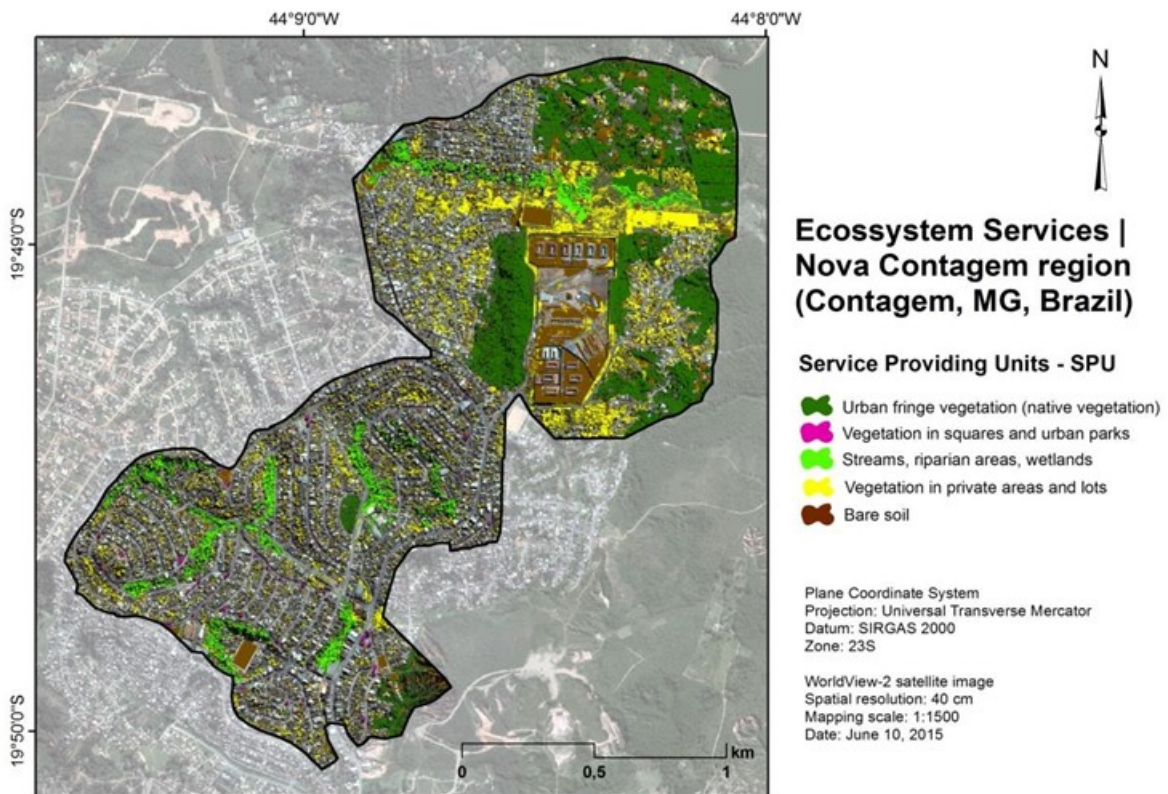 44°9'0"W
44°8'0"W
19°49'0"S
19°50'0"S
N
Ecossystem Services |
Nova Contagem region
(Contagem, MG, Brazil)
Service Providing Units - SPU
Urban fringe vegetation (native vegetation)
Vegetation in squares and urban parks
Streams, riparian areas, wetlands
Vegetation in private areas and lots
Bare soil
Plane Coordinate System
Projection: Universal Transverse Mercator
Datum: SIRGAS 2000
Zone: 23S
WorldView-2 satellite image
Spatial resolution: 40 cm
Mapping scale: 1:1500
Date: June 10, 2015
km
0 0,5 1